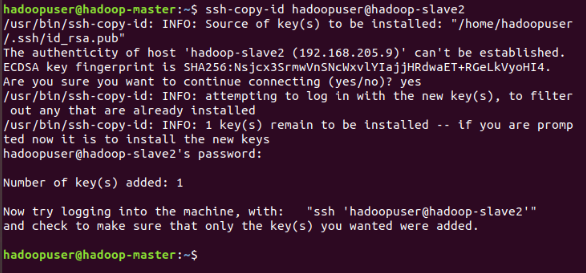 hadoopuser@hadoop-master:~$ ssh-copy-id hadoopuser@hadoop-slave2
/usr/bin/ssh-copy-id: INFO: Source of key(s) to be installed: "/home/hadoopuser
/.ssh/id_rsa.pub"
The authenticity of host 'hadoop-slave2 (192.168.205.9)' can't be established.
ECDSA key fingerprint is SHA256:Nsjcx3SrmwVnSNcWxvlYIajjHRdwaET+RGeLkVyoHI4.
Are you sure you want to continue connecting (yes/no)? yes
/usr/bin/ssh-copy-id: INFO: attempting to log in with the new key(s), to filter
 out any that are already installed
/usr/bin/ssh-copy-id: INFO: 1 key(s) remain to be installed -- if you are promp
ted now it is to install the new keys
hadoopuser@hadoop-slave2's password:
Number of key(s) added: 1
Now try logging into the machine, with:   "ssh 'hadoopuser@hadoop-slave2'"
and check to make sure that only the key(s) you wanted were added.
hadoopuser@hadoop-master:~$